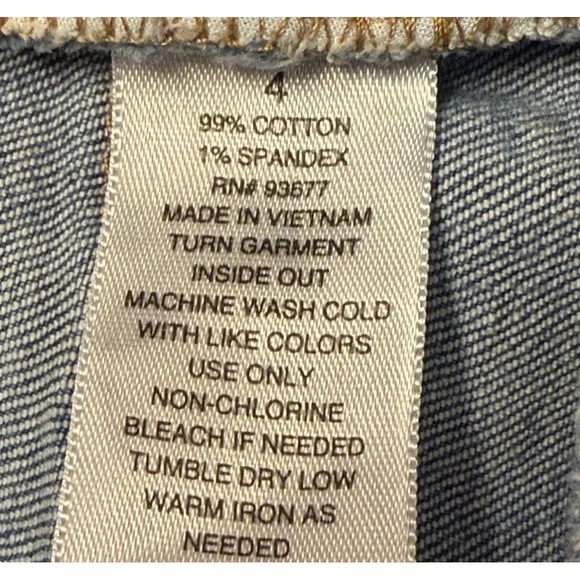 4
99% COTTON
1% SPANDEX
RN# 93677
MADE IN VIETNAM
TURN GARMENT
INSIDE OUT
MACHINE WASH COLD
WITH LIKE COLORS
USE ONLY
NON-CHLORINE
BLEACH IF NEEDED
TUMBLE DRY LOW
WARM IRON AS
NEEDED